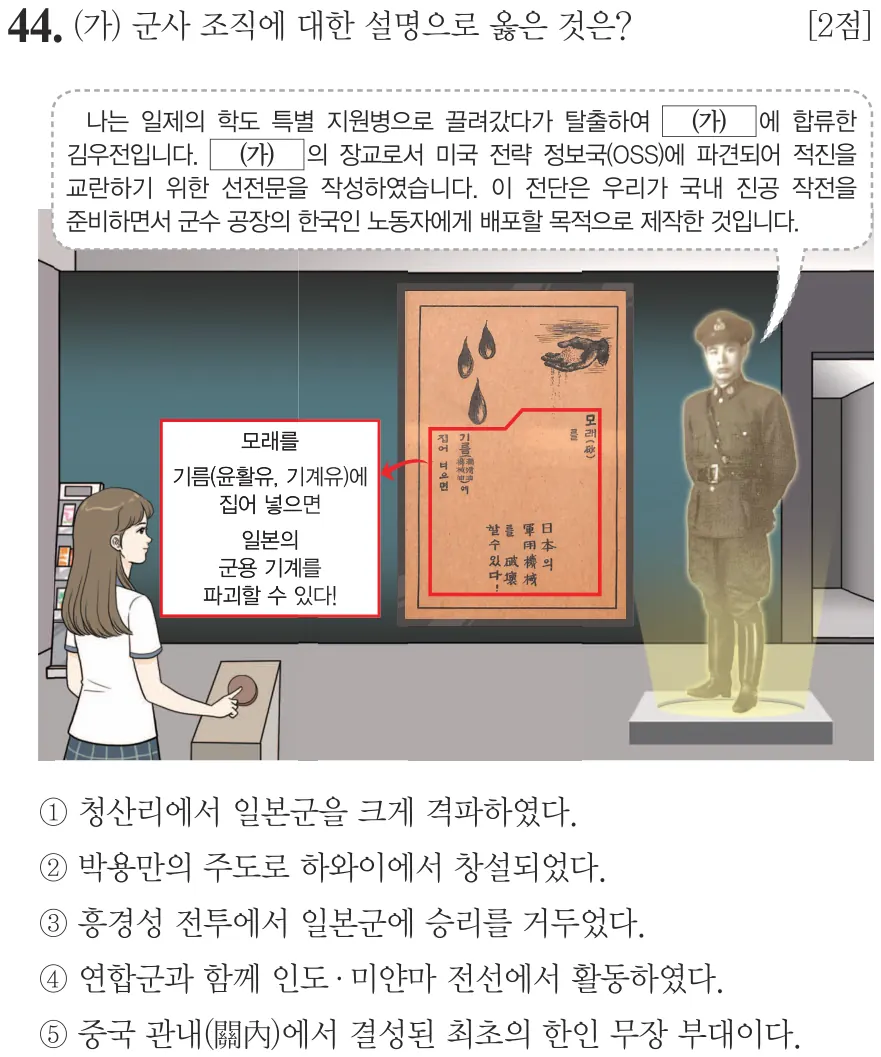 44. (가) 군사 조직에 대한 설명으로 옳은 것은? [2점]
나는 일제의 학도 특별 지원병으로 끌려갔다가 탈출하여 (가) 에 합류한
김우전입니다. (가) 의 장교로서 미국 전략 정보국(OSS)에 파견되어 적진을
교란하기 위한 선전문을 작성하였습니다. 이 전단은 우리가 국내 진공 작전을
준비하면서 군수 공장의 한국인 노동자에게 배포할 목적으로 제작한 것입니다.
모래를
기름(윤활유, 기계유)에
집어 넣으면
일본의
군용 기계를
파괴할 수 있다!
모래(砂)
를
기름
에
집어 너으면
日本의
軍用機械
를 破壞
할 수 있다!
① 청산리에서 일본군을 크게 격파하였다.
② 박용만의 주도로 하와이에서 창설되었다.
③ 흥경성 전투에서 일본군에 승리를 거두었다.
④ 연합군과 함께 인도·미얀마 전선에서 활동하였다.
⑤ 중국 관내(關內)에서 결성된 최초의 한인 무장 부대이다.